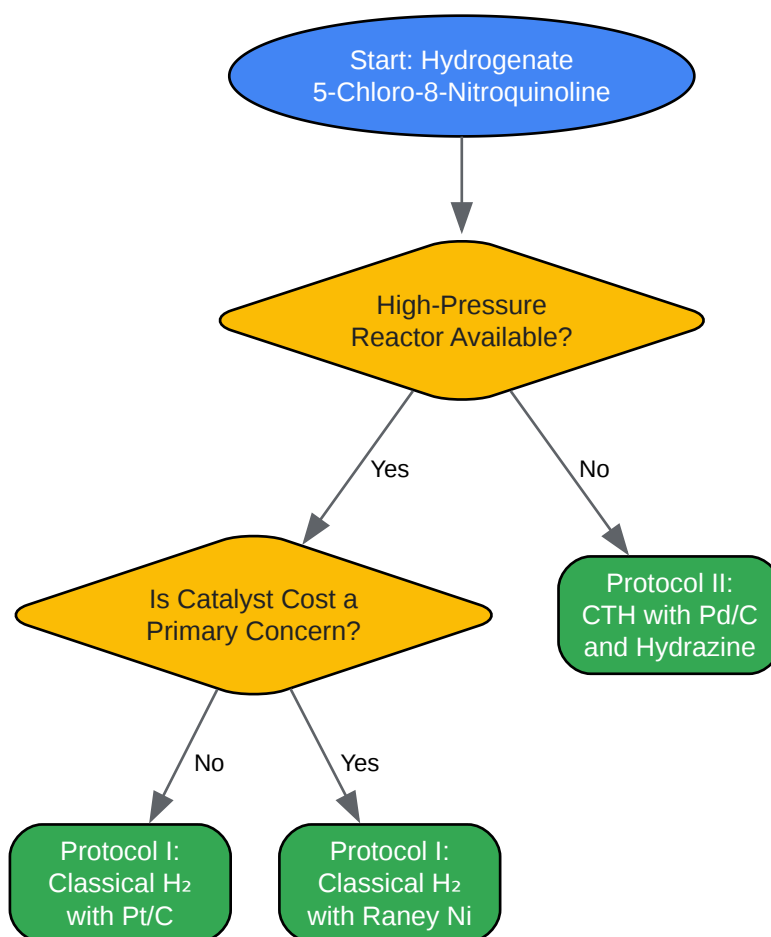 Start: Hydrogenate
5-Chloro-8-Nitroquinoline
High-Pressure
Reactor Available?
Yes
No
Is Catalyst Cost a
Primary Concern?
Protocol II:
CTH with Pd/C
and Hydrazine
No
Yes
Protocol I:
Classical H₂
with Pt/C
Protocol I:
Classical H₂
with Raney Ni